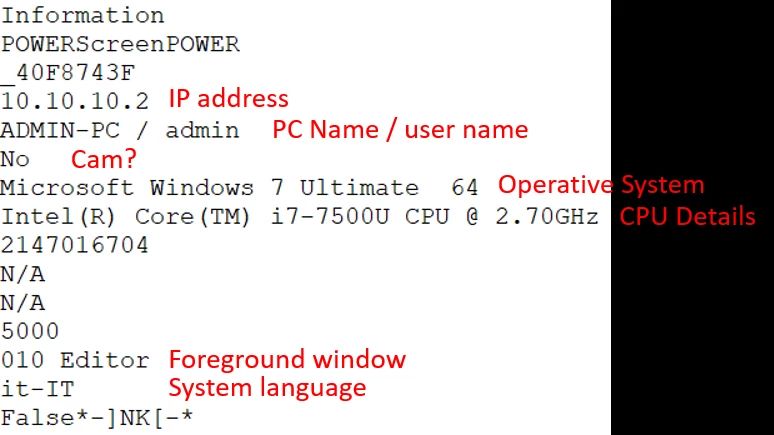 Information
POWERScreenPOWER
_40F8743F
10.10.10.2 IP address
ADMIN-PC / admin PC Name / user name
No Cam?
Microsoft Windows 7 Ultimate 64 Operative System
Intel(R) Core(TM) i7-7500U CPU @ 2.70GHz CPU Details
2147016704
N/A
N/A
5000
010 Editor Foreground window
it-IT System language
False*-]NK[-*